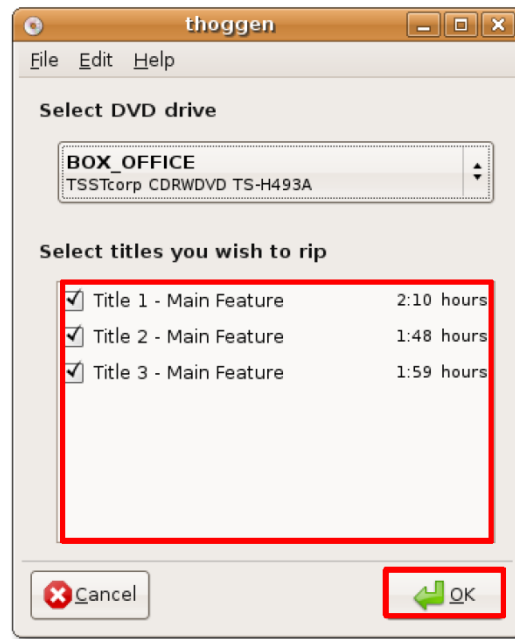 thoggen
File Edit Help
Select DVD drive
BOX_OFFICE
TSSTcorp CDRWDVD TS-H493A
Select titles you wish to rip
Title 1 - Main Feature 2:10 hours
Title 2 - Main Feature 1:48 hours
Title 3 - Main Feature 1:59 hours
Cancel OK